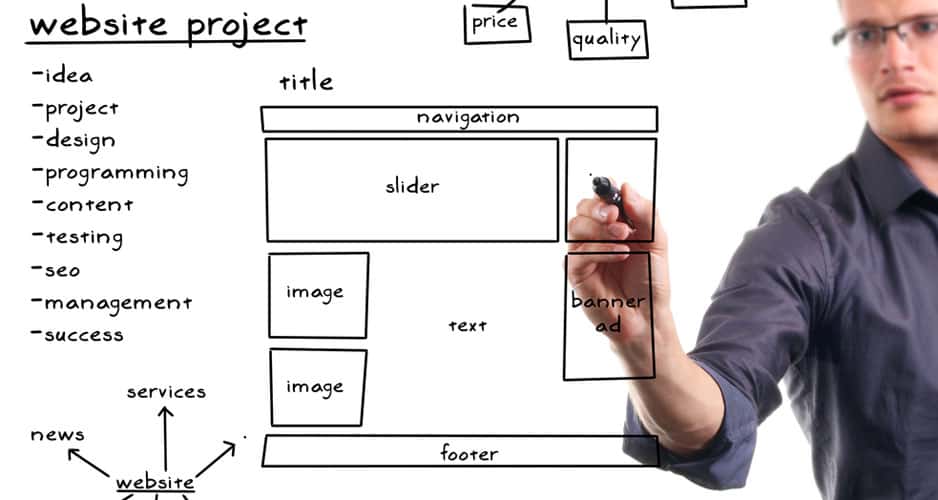 website project
-idea
-project
-design
-programming
-content
-testing
-seo
-management
-success
price
quality
title
navigation
slider
image
text
banner
ad
image
footer
services
news
website